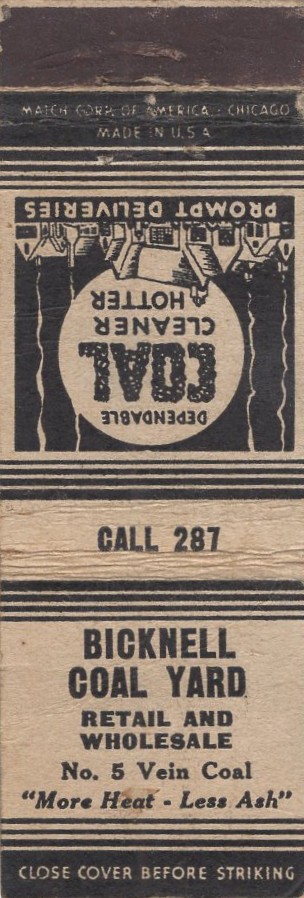 MATCH CORP. OF AMERICA - CHICAGO
MADE IN U.S.A
DEPENDABLE
COAL
CLEANER
HOTTER
PROMPT DELIVERIES
CALL 287
BICKNELL
COAL YARD
RETAIL AND
WHOLESALE
No. 5 Vein Coal
"More Heat - Less Ash"
CLOSE COVER BEFORE STRIKING